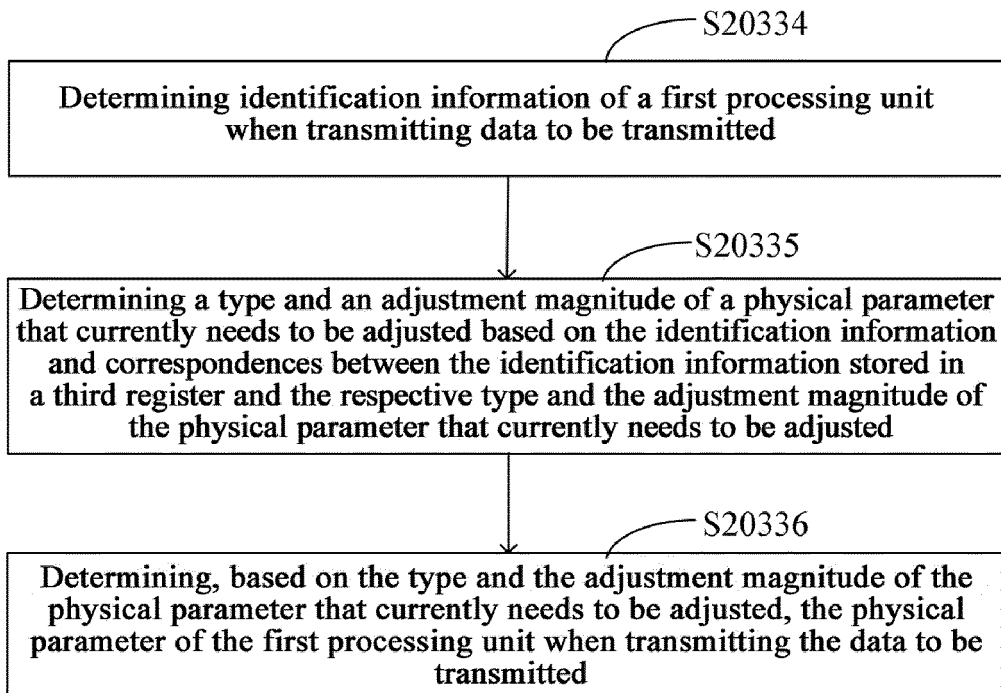 S20334
Determining identification information of a first processing unit
when transmitting data to be transmitted
S20335
Determining a type and an adjustment magnitude of a physical parameter
that currently needs to be adjusted based on the identification information
and correspondences between the identification information stored in
a third register and the respective type and the adjustment magnitude of
the physical parameter that currently needs to be adjusted
S20336
Determining, based on the type and the adjustment magnitude of the
physical parameter that currently needs to be adjusted, the physical
parameter of the first processing unit when transmitting the data to be
transmitted